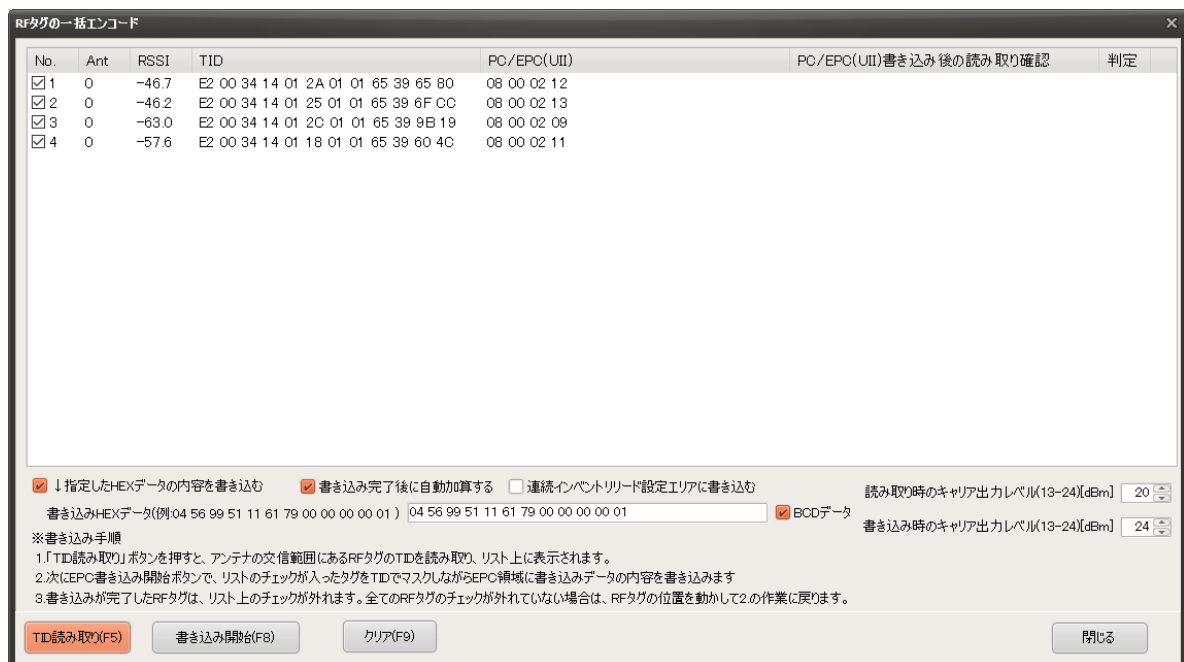 RFタグの一括エンコード
No. Ant RSSI TID PC/EPC(UII) PC/EPC(UII)書き込み後の読み取り確認 判定
1 0 -46.7 E2 00 34 14 01 2A 01 01 65 39 65 80 08 00 02 12
2 0 -46.2 E2 00 34 14 01 25 01 01 65 39 6F CC 08 00 02 13
3 0 -63.0 E2 00 34 14 01 2C 01 01 65 39 9B 19 08 00 02 09
4 0 -57.6 E2 00 34 14 01 18 01 01 65 39 60 4C 08 00 02 11
↓指定したHEXデータの内容を書き込む 書き込み完了後に自動加算する 連続インベントリリード設定エリアに書き込む 読み取り時のキャリア出力レベル(13-24)[dBm] 20
書き込みHEXデータ(例:04 56 99 51 11 61 79 00 00 00 00 01 ) 04 56 99 51 11 61 79 00 00 00 00 01 BCDデータ 書き込み時のキャリア出力レベル(13-24)[dBm] 24
※書き込み手順
1.「TID読み取り」ボタンを押すと、アンテナの交信範囲にあるRFタグのTIDを読み取り、リスト上に表示されます。
2.次にEPC書き込み開始ボタンで、リストのチェックが入ったタグをTIDでマスクしながらEPC領域に書き込みデータの内容を書き込みます
3.書き込みが完了したRFタグは、リスト上のチェックが外れます。全てのRFタグのチェックが外れていない場合は、RFタグの位置を動かして2.の作業に戻ります。
TID読み取り(F5) 書き込み開始(F8) クリア(F9) 閉じる